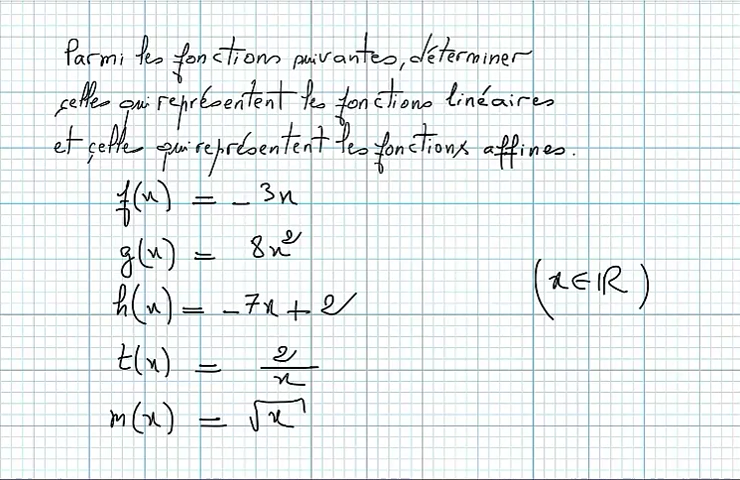 Parmi les fonctions suivantes, déterminer
celles qui représentent les fonctions linéaires
et celle qui représentent les fonctions affines.
f(x) = - 3x
g(x) = 8x²
h(x) = - 7x + 2
(x ∈ ℝ)
t(x) = 2/x
m(x) = √x